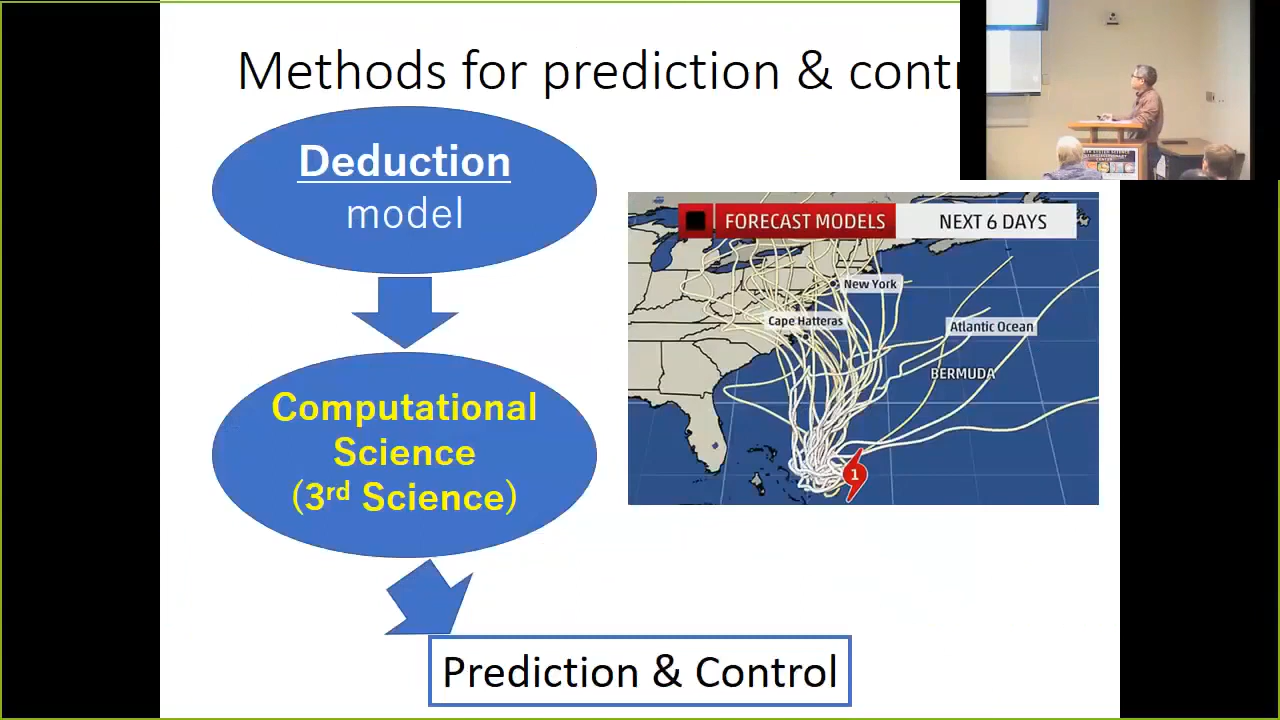 Methods for prediction & contr
Deduction
model
Computational
Science
(3rd Science)
Prediction & Control
FORECAST MODELS
NEXT 6 DAYS
New York
Cape Hatteras
Atlantic Ocean
BERMUDA
1